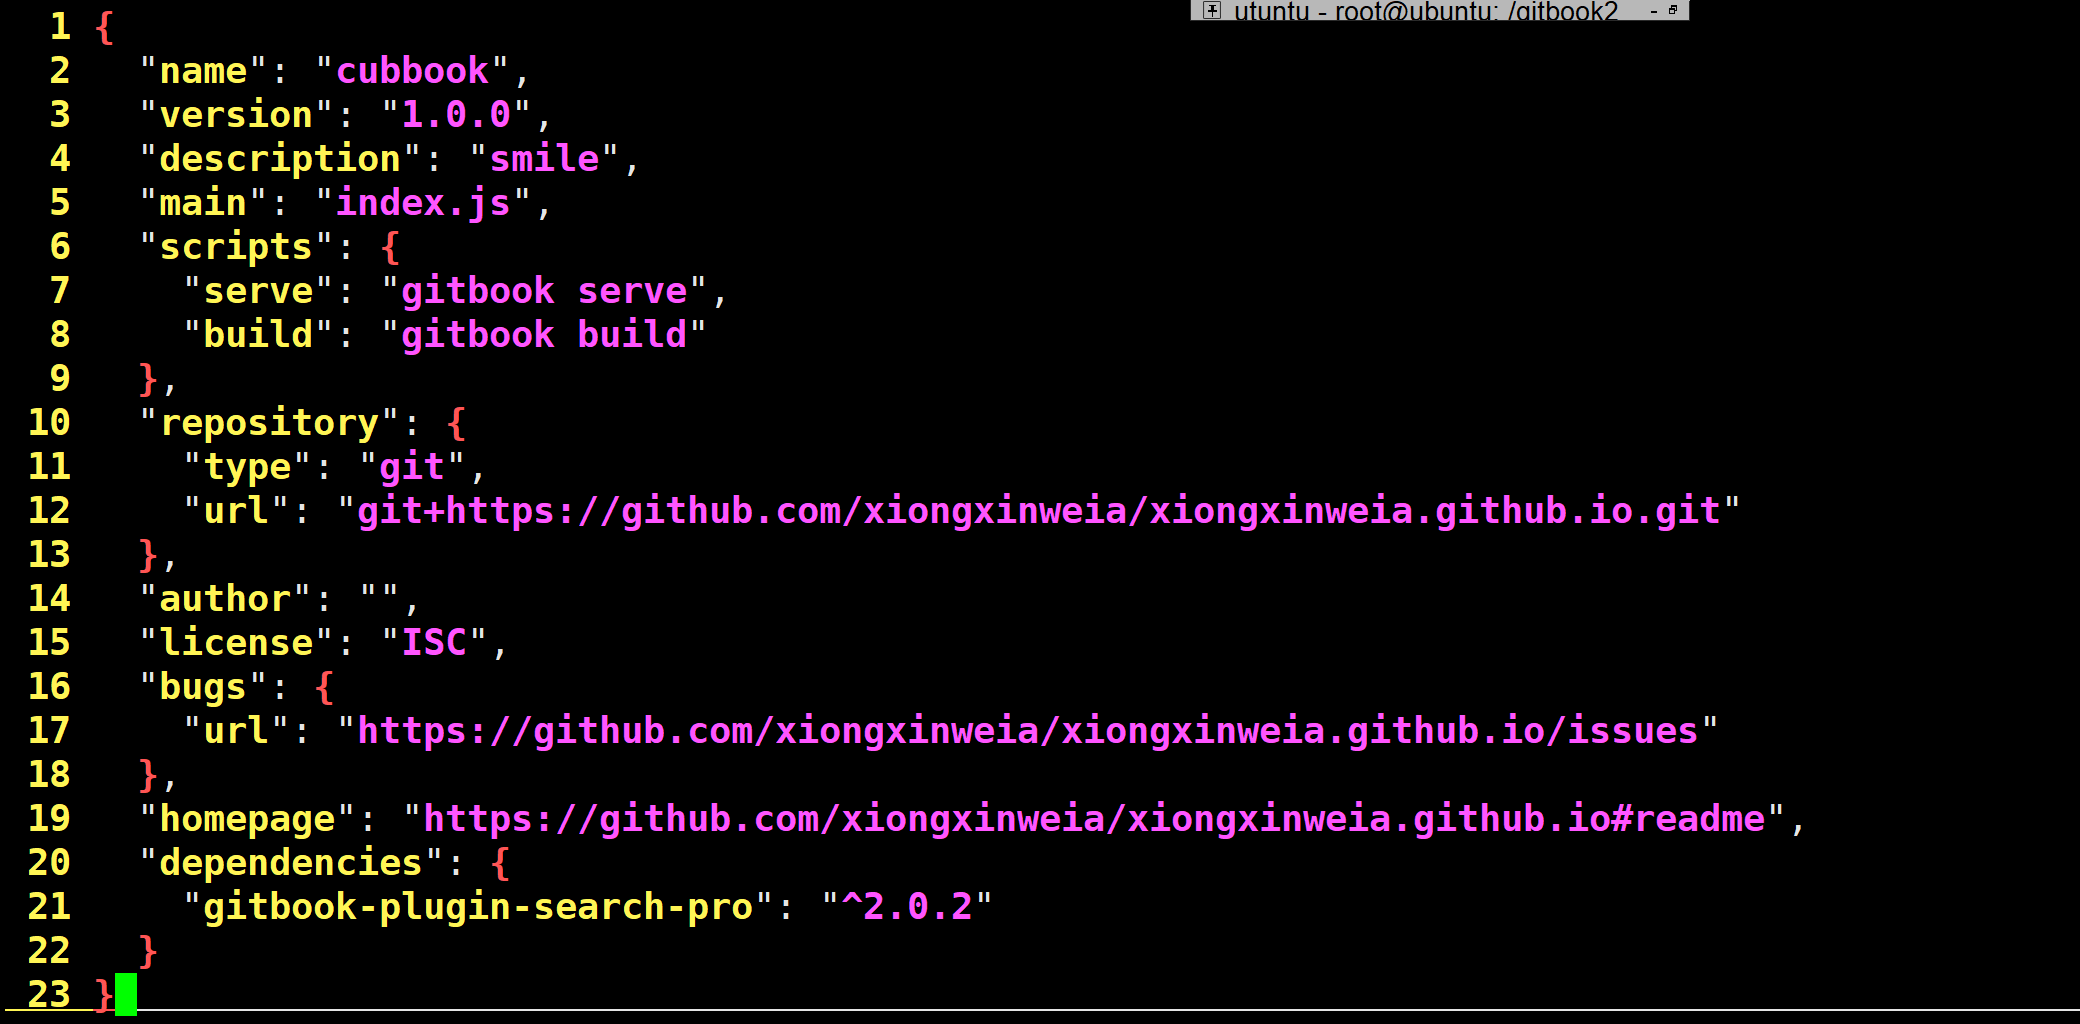 utuntu - root@ubuntu: /gitbook2
1 {
2   "name": "cubbook",
3   "version": "1.0.0",
4   "description": "smile",
5   "main": "index.js",
6   "scripts": {
7     "serve": "gitbook serve",
8     "build": "gitbook build"
9   },
10   "repository": {
11     "type": "git",
12     "url": "git+https://github.com/xiongxinweia/xiongxinweia.github.io.git"
13   },
14   "author": "",
15   "license": "ISC",
16   "bugs": {
17     "url": "https://github.com/xiongxinweia/xiongxinweia.github.io/issues"
18   },
19   "homepage": "https://github.com/xiongxinweia/xiongxinweia.github.io#readme",
20   "dependencies": {
21     "gitbook-plugin-search-pro": "^2.0.2"
22   }
23 }